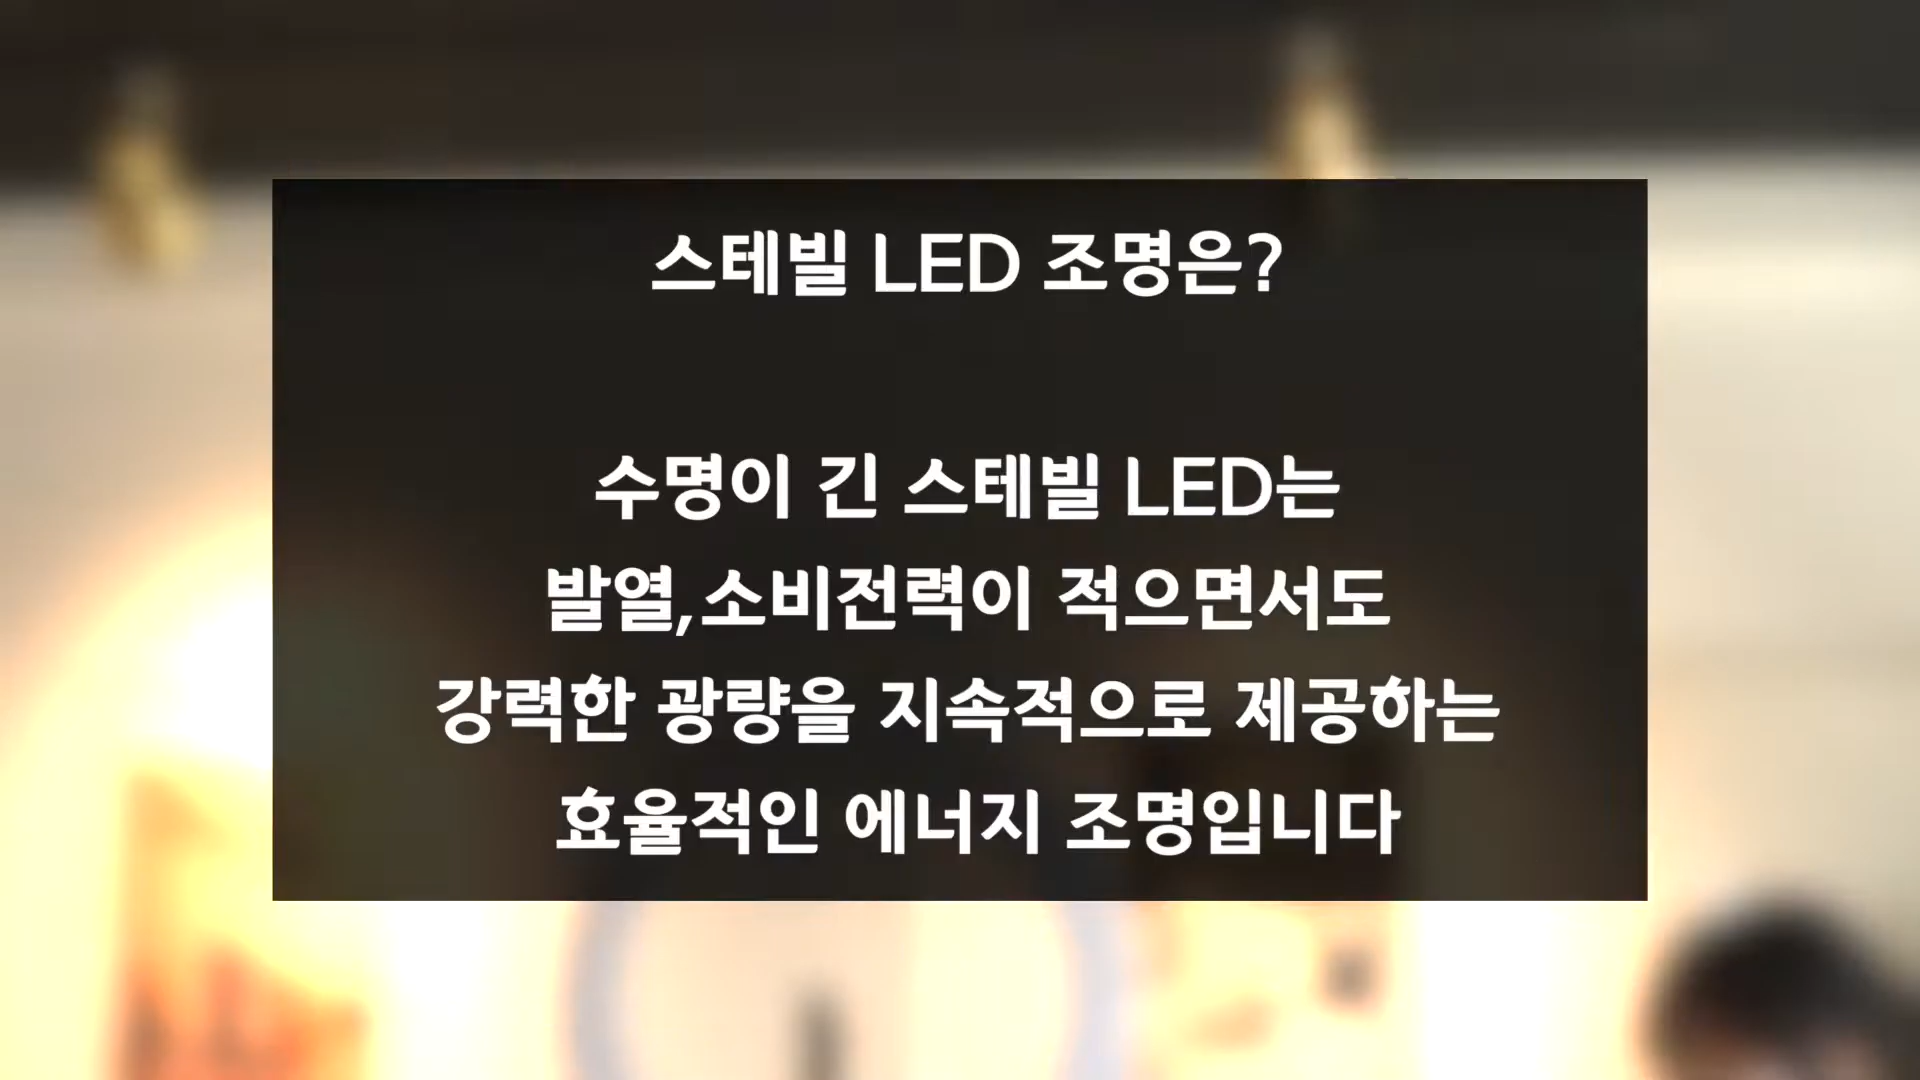 스테빌 LED 조명은?
수명이 긴 스테빌 LED는
발열,소비전력이 적으면서도
강력한 광량을 지속적으로 제공하는
효율적인 에너지 조명입니다